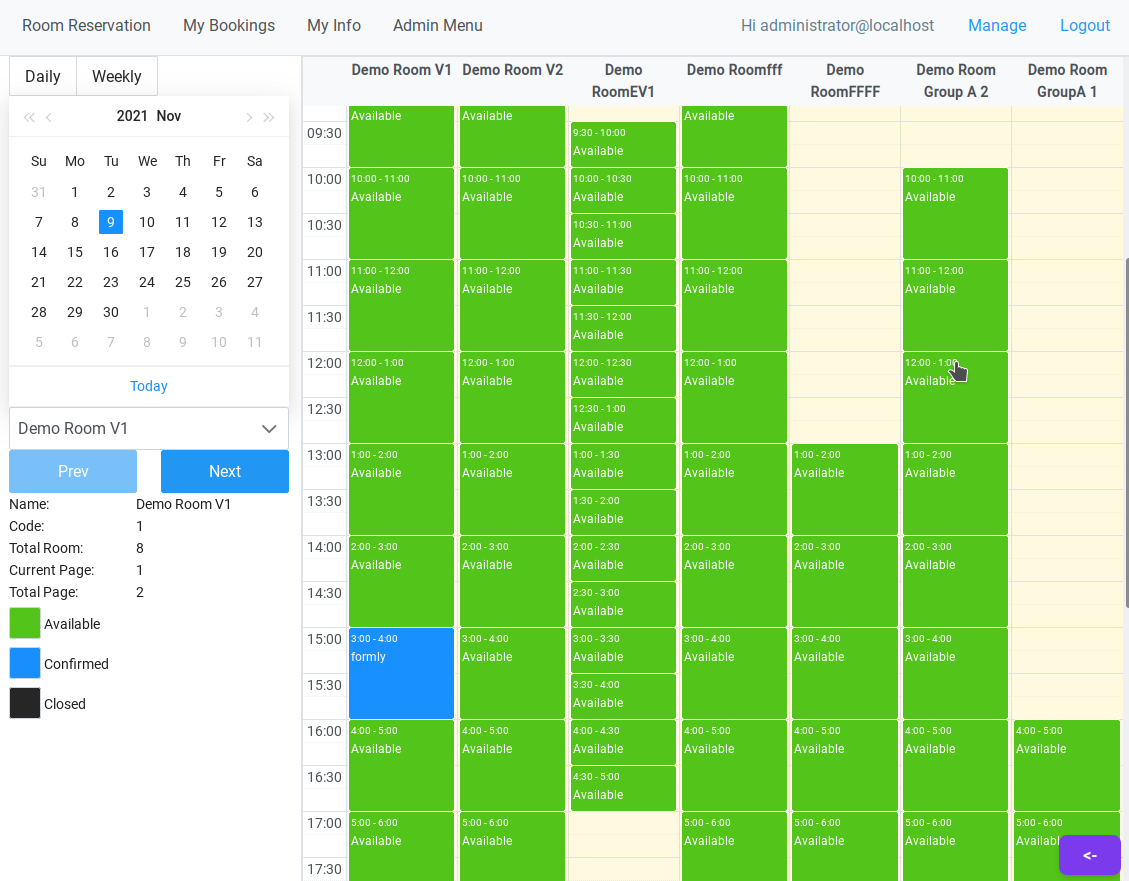 Room Reservation My Bookings My Info Admin Menu Hi administrator@localhost Manage Logout
Daily Weekly
2021 Nov
Su Mo Tu We Th Fr Sa
31 1 2 3 4 5 6
7 8 9 10 11 12 13
14 15 16 17 18 19 20
21 22 23 24 25 26 27
28 29 30 1 2 3 4
5 6 7 8 9 10 11
Today
Demo Room V1
Prev Next
Name: Demo Room V1
Code: 1
Total Room: 8
Current Page: 1
Total Page: 2
Available
Confirmed
Closed
Demo Room V1 Demo Room V2 Demo RoomEV1 Demo Roomfff Demo RoomFFFF Demo Room Group A 2 Demo Room GroupA 1
Available Available Available
09:30 9:30 - 10:00
Available
10:00 10:00 - 11:00 10:00 - 11:00 10:00 - 10:30 10:00 - 11:00 10:00 - 11:00
Available Available Available Available Available
10:30 10:30 - 11:00
Available
11:00 11:00 - 12:00 11:00 - 12:00 11:00 - 11:30 11:00 - 12:00 11:00 - 12:00
Available Available Available Available Available
11:30 11:30 - 12:00
Available
12:00 12:00 - 1:00 12:00 - 1:00 12:00 - 12:30 12:00 - 1:00 12:00 - 1:00
Available Available Available Available Available
12:30 12:30 - 1:00
Available
13:00 1:00 - 2:00 1:00 - 2:00 1:00 - 1:30 1:00 - 2:00 1:00 - 2:00 1:00 - 2:00
Available Available Available Available Available Available
13:30 1:30 - 2:00
Available
14:00 2:00 - 3:00 2:00 - 3:00 2:00 - 2:30 2:00 - 3:00 2:00 - 3:00 2:00 - 3:00
Available Available Available Available Available Available
14:30 2:30 - 3:00
Available
15:00 3:00 - 4:00 3:00 - 4:00 3:00 - 3:30 3:00 - 4:00 3:00 - 4:00 3:00 - 4:00
formly Available Available Available Available Available
15:30 3:30 - 4:00
Available
16:00 4:00 - 5:00 4:00 - 5:00 4:00 - 4:30 4:00 - 5:00 4:00 - 5:00 4:00 - 5:00 4:00 - 5:00
Available Available Available Available Available Available Available
16:30 4:30 - 5:00
Available
17:00 5:00 - 6:00 5:00 - 6:00 5:00 - 6:00 5:00 - 6:00 5:00 - 6:00 5:00 - 6:00
Available Available Available Available Available Availabl
<-
17:30